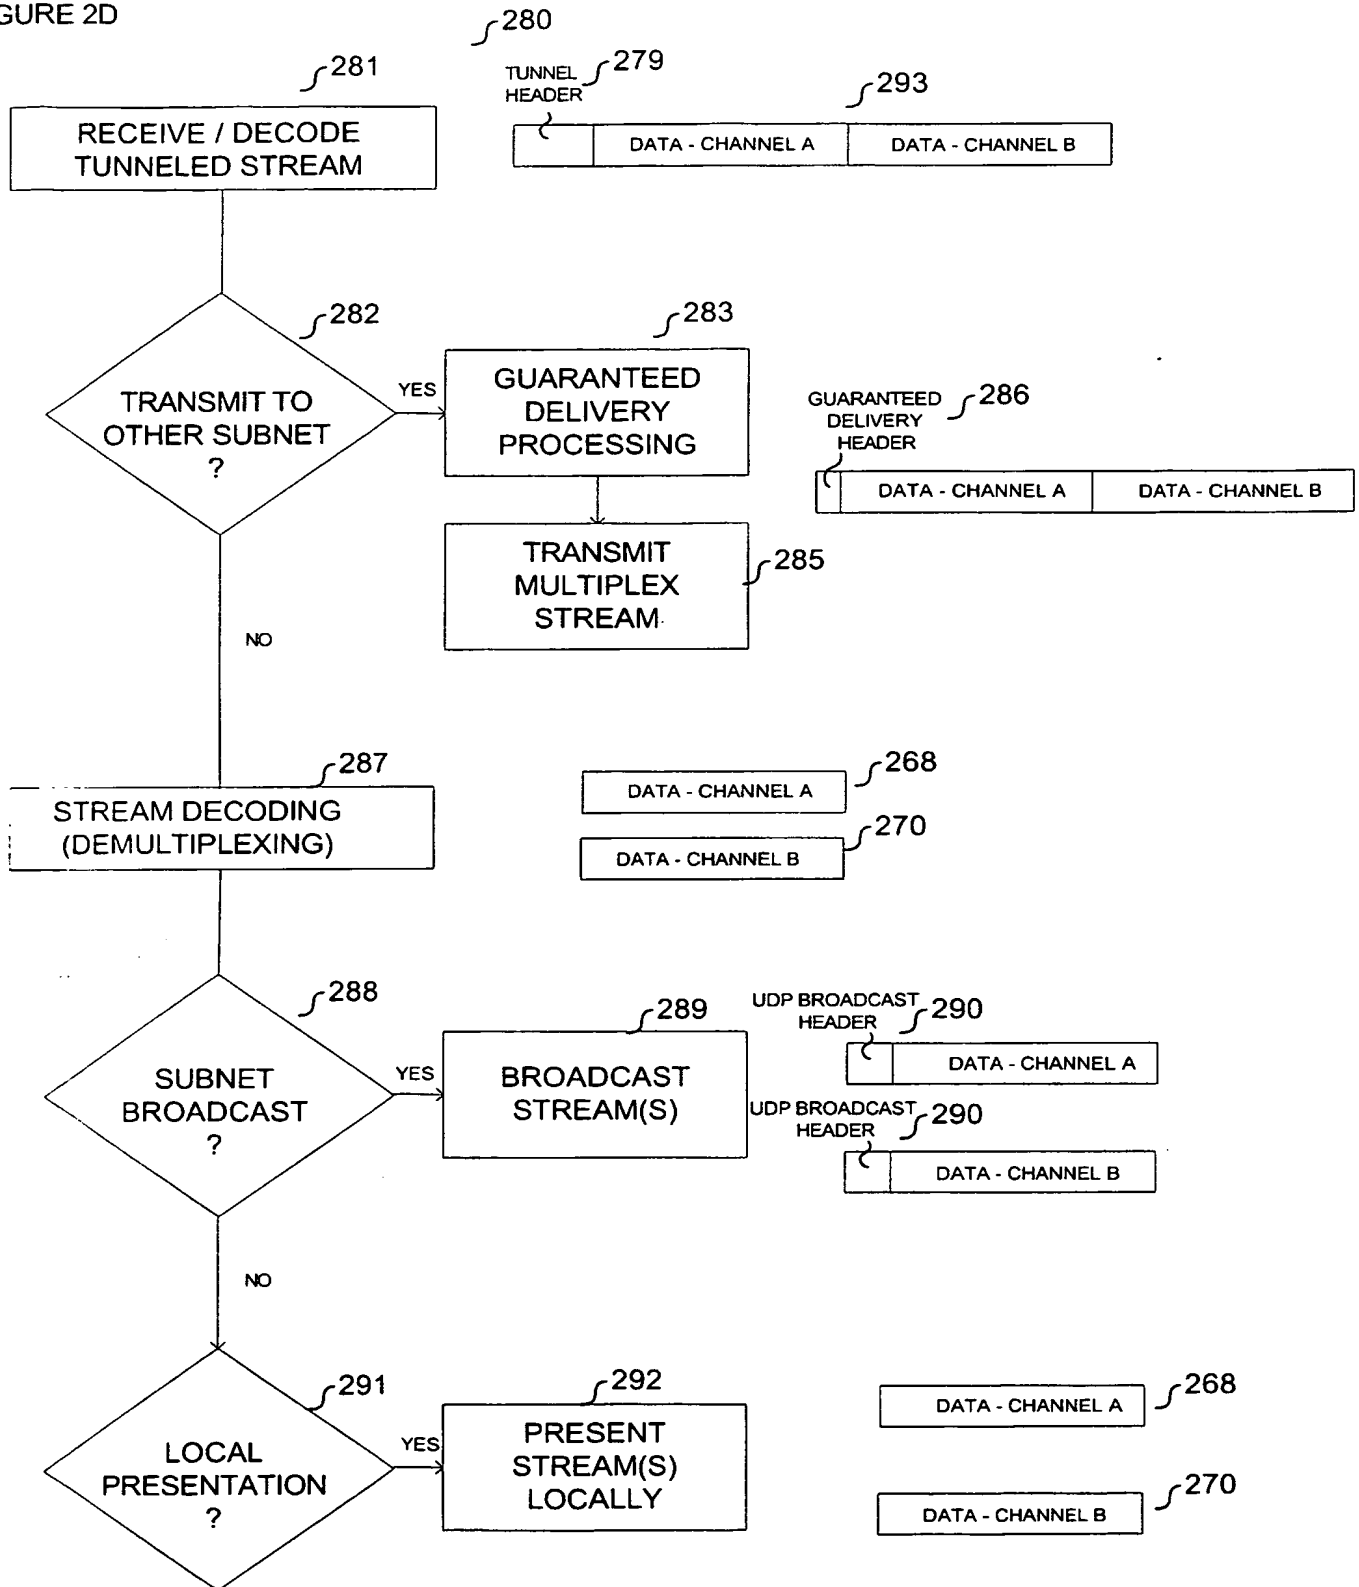 GURE 2D
280
281
RECEIVE / DECODE
TUNNELED STREAM
TUNNEL
HEADER
279
293
DATA - CHANNEL A
DATA - CHANNEL B
282
TRANSMIT TO
OTHER SUBNET
?
YES
283
GUARANTEED
DELIVERY
PROCESSING
GUARANTEED
DELIVERY
HEADER
286
DATA - CHANNEL A
DATA - CHANNEL B
TRANSMIT
MULTIPLEX
STREAM
285
NO
287
STREAM DECODING
(DEMULTIPLEXING)
268
DATA - CHANNEL A
270
DATA - CHANNEL B
288
SUBNET
BROADCAST
?
YES
289
BROADCAST
STREAM(S)
UDP BROADCAST
HEADER
290
DATA - CHANNEL A
UDP BROADCAST
HEADER
290
DATA - CHANNEL B
NO
291
LOCAL
PRESENTATION
?
YES
292
PRESENT
STREAM(S)
LOCALLY
268
DATA - CHANNEL A
270
DATA - CHANNEL B